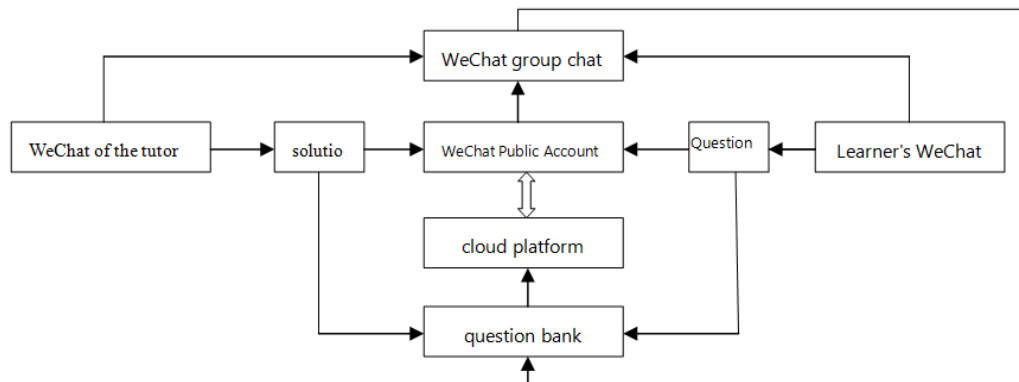 WeChat group chat
WeChat of the tutor
solutio
WeChat Public Account
Question
Learner's WeChat
cloud platform
question bank